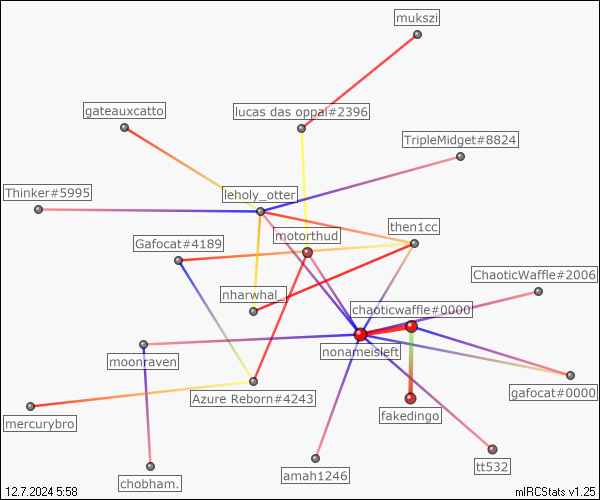 mukszi
gateauxcatto
lucas das oppai#2396
TripleMidget#8824
Thinker#5995
leholy_otter
then1cc
motorthud
Gafocat#4189
ChaoticWaffle#2006
nharwhal_
chaoticwaffle#0000
nonameisleft
moonraven
gafocat#0000
Azure Reborn#4243
fakedingo
mercurybro
tt532
amah1246
chobham.
12.7.2024 5:58
mIRCStats v1.25